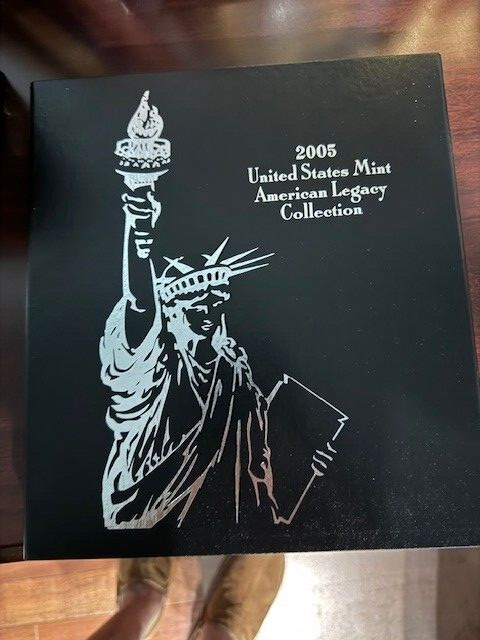 2005
United States Mint
American Legacy
Collection